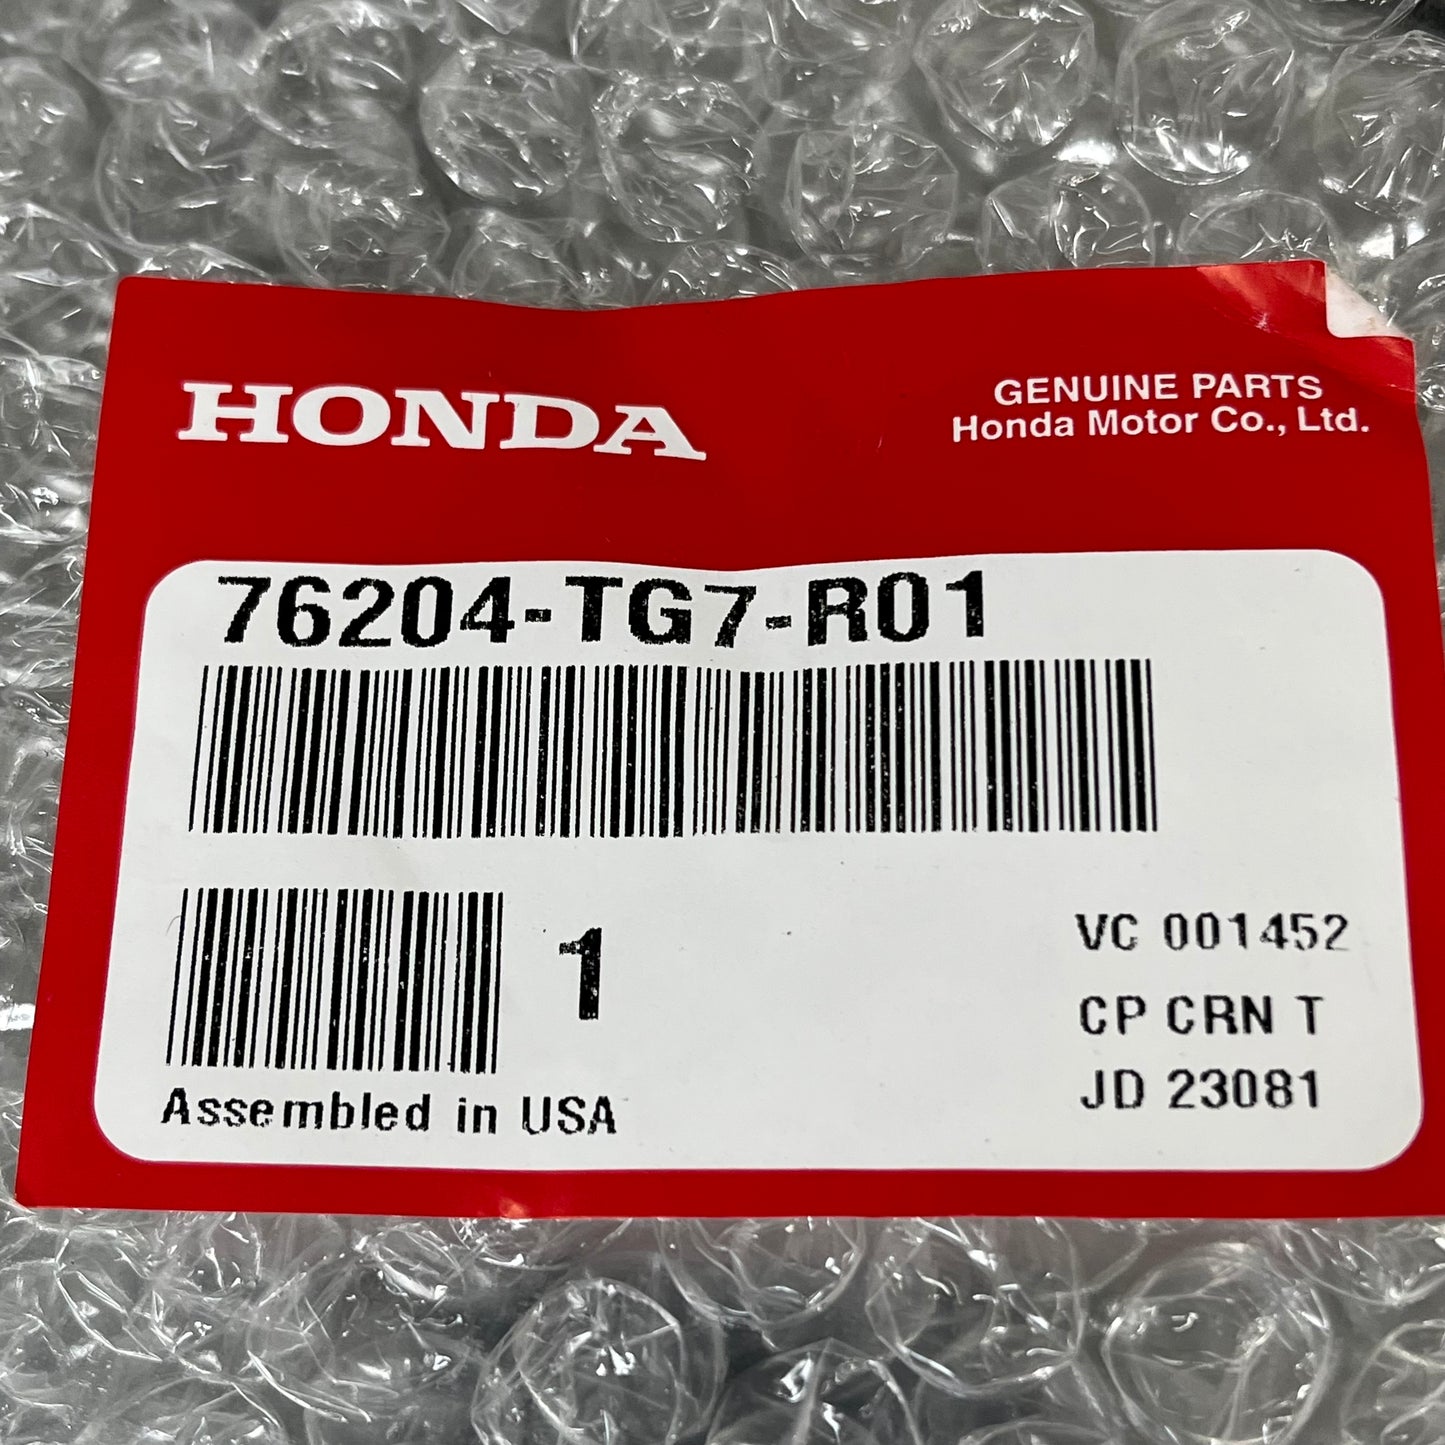 HONDA
GENUINE PARTS
Honda Motor Co., Ltd.
76204-TG7-R01
1
VC 001452
CP CRN T
JD 23081
Assembled in USA